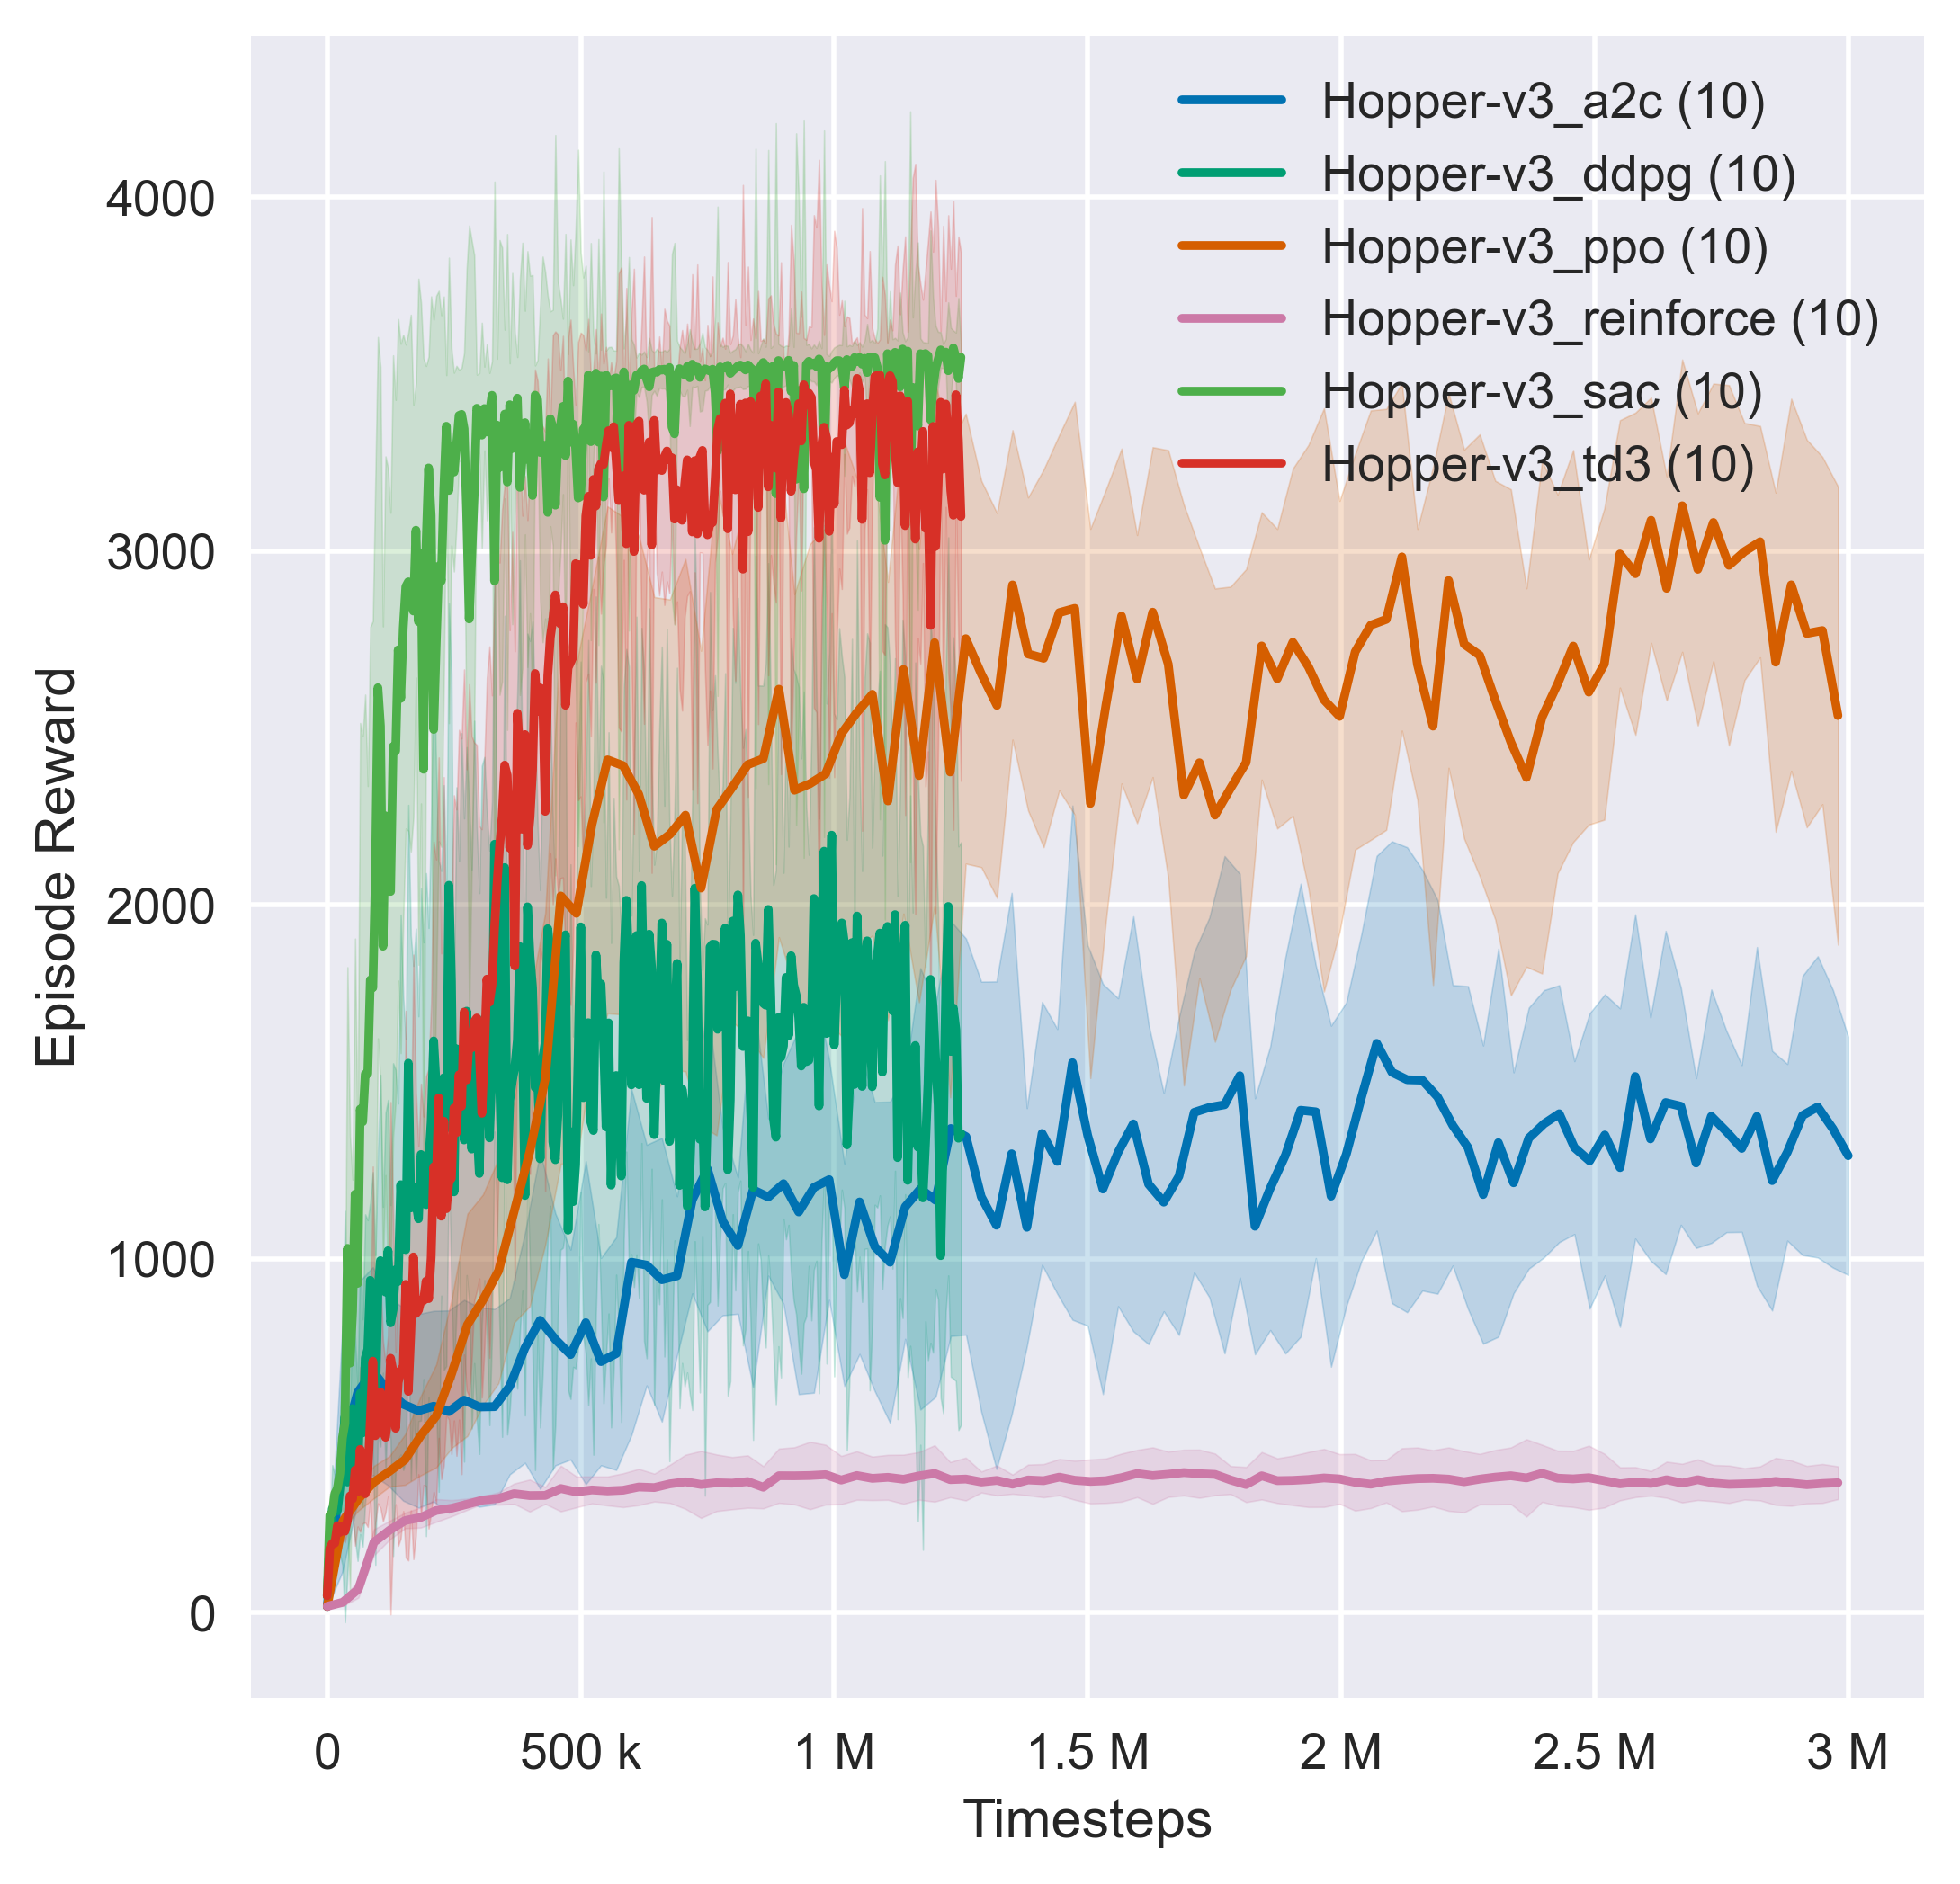 Hopper-v3_a2c (10)
Hopper-v3_ddpg (10)
Hopper-v3_ppo (10)
Hopper-v3_reinforce (10)
Hopper-v3_sac (10)
Hopper-v3_td3 (10)
4000
3000
2000
1000
0
Episode Reward
0 500 k 1 M 1.5 M 2 M 2.5 M 3 M
Timesteps